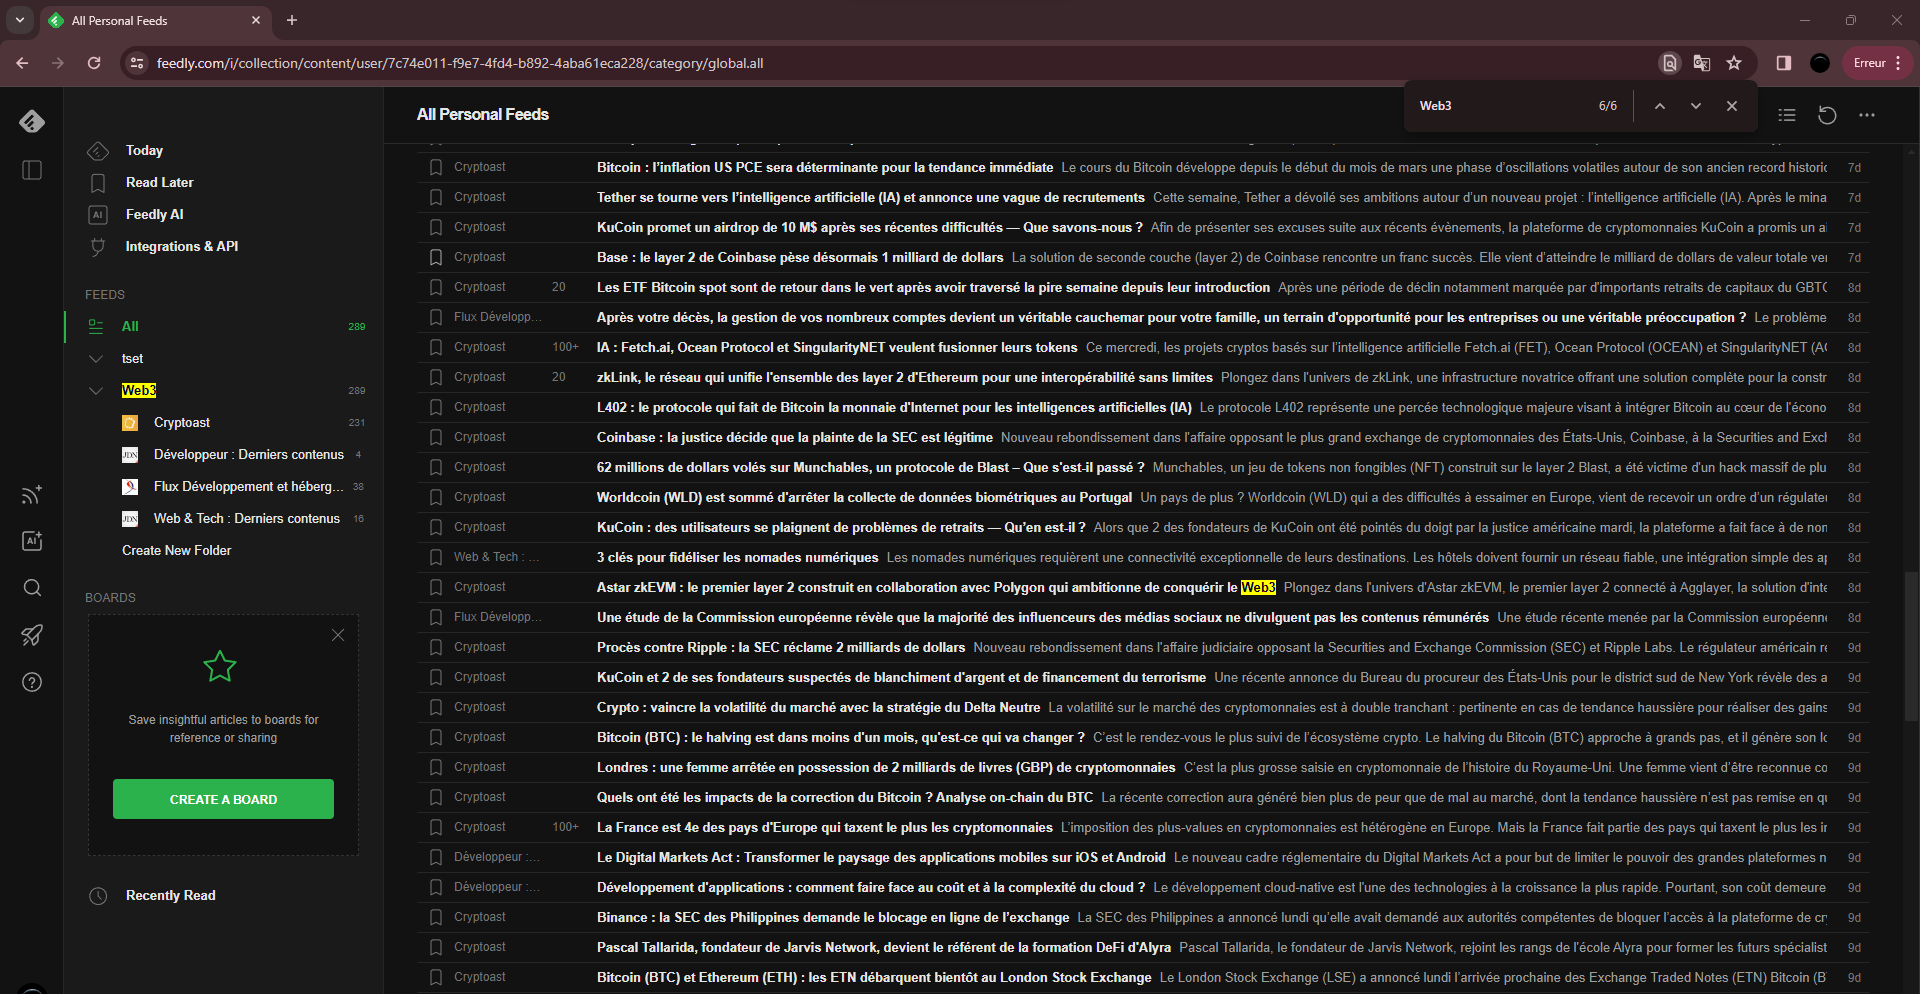 All Personal Feeds
feedly.com/i/collection/content/user/7c74e011-f9e7-4fd4-b892-4aba61eca228/category/global.all
Erreur
Web3 6/6
All Personal Feeds
Today
Read Later
AI Feedly AI
Integrations & API
FEEDS
All 289
tset
Web3 289
Cryptoast 231
JDN Développeur : Derniers contenus 4
Flux Développement et héberg... 38
JDN Web & Tech : Derniers contenus 16
Create New Folder
BOARDS
Save insightful articles to boards for
reference or sharing
CREATE A BOARD
Recently Read
AI
Cryptoast Bitcoin : l'inflation US PCE sera déterminante pour la tendance immédiate Le cours du Bitcoin développe depuis le début du mois de mars une phase d'oscillations volatiles autour de son ancien record historic 7d
Cryptoast Tether se tourne vers l'intelligence artificielle (IA) et annonce une vague de recrutements Cette semaine, Tether a dévoilé ses ambitions autour d'un nouveau projet : l'intelligence artificielle (IA). Après le mina 7d
Cryptoast KuCoin promet un airdrop de 10 M$ après ses récentes difficultés — Que savons-nous ? Afin de présenter ses excuses suite aux récents évènements, la plateforme de cryptomonnaies KuCoin a promis un ai 7d
Cryptoast Base : le layer 2 de Coinbase pèse désormais 1 milliard de dollars La solution de seconde couche (layer 2) de Coinbase rencontre un franc succès. Elle vient d'atteindre le milliard de dollars de valeur totale ver 7d
Cryptoast 20 Les ETF Bitcoin spot sont de retour dans le vert après avoir traversé la pire semaine depuis leur introduction Après une période de déclin notamment marquée par d'importants retraits de capitaux du GBTC 8d
Flux Développ... Après votre décès, la gestion de vos nombreux comptes devient un véritable cauchemar pour votre famille, un terrain d'opportunité pour les entreprises ou une véritable préoccupation ? Le problème 8d
Cryptoast 100+ IA : Fetch.ai, Ocean Protocol et SingularityNET veulent fusionner leurs tokens Ce mercredi, les projets cryptos basés sur l'intelligence artificielle Fetch.ai (FET), Ocean Protocol (OCEAN) et SingularityNET (AG 8d
Cryptoast 20 zkLink, le réseau qui unifie l'ensemble des layer 2 d'Ethereum pour une interopérabilité sans limites Plongez dans l'univers de zkLink, une infrastructure novatrice offrant une solution complète pour la constr 8d
Cryptoast L402 : le protocole qui fait de Bitcoin la monnaie d'Internet pour les intelligences artificielles (IA) Le protocole L402 représente une percée technologique majeure visant à intégrer Bitcoin au cœur de l'écono 8d
Cryptoast Coinbase : la justice décide que la plainte de la SEC est légitime Nouveau rebondissement dans l'affaire opposant le plus grand exchange de cryptomonnaies des États-Unis, Coinbase, à la Securities and Exch 8d
Cryptoast 62 millions de dollars volés sur Munchables, un protocole de Blast – Que s'est-il passé ? Munchables, un jeu de tokens non fongibles (NFT) construit sur le layer 2 Blast, a été victime d'un hack massif de plu 8d
Cryptoast Worldcoin (WLD) est sommé d'arrêter la collecte de données biométriques au Portugal Un pays de plus ? Worldcoin (WLD) qui a des difficultés à essaimer en Europe, vient de recevoir un ordre d'un régulateu 8d
Cryptoast KuCoin : des utilisateurs se plaignent de problèmes de retraits — Qu'en est-il ? Alors que 2 des fondateurs de KuCoin ont été pointés du doigt par la justice américaine mardi, la plateforme a fait face à de non 8d
Web & Tech : ... 3 clés pour fidéliser les nomades numériques Les nomades numériques requièrent une connectivité exceptionnelle de leurs destinations. Les hôtels doivent fournir un réseau fiable, une intégration simple des ap 8d
Cryptoast Astar zkEVM : le premier layer 2 construit en collaboration avec Polygon qui ambitionne de conquérir le Web3 Plongez dans l'univers d'Astar zkEVM, le premier layer 2 connecté à Agglayer, la solution d'inte 8d
Flux Développ... Une étude de la Commission européenne révèle que la majorité des influenceurs des médias sociaux ne divulguent pas les contenus rémunérés Une étude récente menée par la Commission européenne 8d
Cryptoast Procès contre Ripple : la SEC réclame 2 milliards de dollars Nouveau rebondissement dans l'affaire judiciaire opposant la Securities and Exchange Commission (SEC) et Ripple Labs. Le régulateur américain re 9d
Cryptoast KuCoin et 2 de ses fondateurs suspectés de blanchiment d'argent et de financement du terrorisme Une récente annonce du Bureau du procureur des États-Unis pour le district sud de New York révèle des a 9d
Cryptoast Crypto : vaincre la volatilité du marché avec la stratégie du Delta Neutre La volatilité sur le marché des cryptomonnaies est à double tranchant : pertinente en cas de tendance haussière pour réaliser des gains 9d
Cryptoast Bitcoin (BTC) : le halving est dans moins d'un mois, qu'est-ce qui va changer ? C'est le rendez-vous le plus suivi de l'écosystème crypto. Le halving du Bitcoin (BTC) approche à grands pas, et il génère son lo 9d
Cryptoast Londres : une femme arrêtée en possession de 2 milliards de livres (GBP) de cryptomonnaies C'est la plus grosse saisie en cryptomonnaie de l'histoire du Royaume-Uni. Une femme vient d'être reconnue co 9d
Cryptoast Quels ont été les impacts de la correction du Bitcoin ? Analyse on-chain du BTC La récente correction aura généré bien plus de peur que de mal au marché, dont la tendance haussière n'est pas remise en qu 9d
Cryptoast 100+ La France est 4e des pays d'Europe qui taxent le plus les cryptomonnaies L'imposition des plus-values en cryptomonnaies est hétérogène en Europe. Mais la France fait partie des pays qui taxent le plus les ir 9d
Développeur :... Le Digital Markets Act : Transformer le paysage des applications mobiles sur iOS et Android Le nouveau cadre réglementaire du Digital Markets Act a pour but de limiter le pouvoir des grandes plateformes n 9d
Développeur :... Développement d'applications : comment faire face au coût et à la complexité du cloud ? Le développement cloud-native est l'une des technologies à la croissance la plus rapide. Pourtant, son coût demeure 9d
Cryptoast Binance : la SEC des Philippines demande le blocage en ligne de l'exchange La SEC des Philippines a annoncé lundi qu'elle avait demandé aux autorités compétentes de bloquer l'accès à la plateforme de cry 9d
Cryptoast Pascal Tallarida, fondateur de Jarvis Network, devient le référent de la formation DeFi d'Alyra Pascal Tallarida, le fondateur de Jarvis Network, rejoint les rangs de l'école Alyra pour former les futurs spécialist 9d
Cryptoast Bitcoin (BTC) et Ethereum (ETH) : les ETN débarquent bientôt au London Stock Exchange Le London Stock Exchange (LSE) a annoncé lundi l'arrivée prochaine des Exchange Traded Notes (ETN) Bitcoin (B 9d